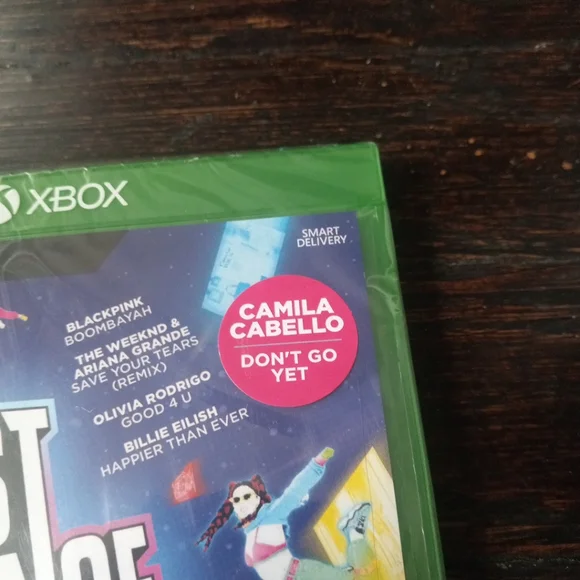 XBOX
SMART
DELIVERY
BLACKPINK
BOOMBAYAH
THE WEEKND &
ARIANA GRANDE
SAVE YOUR TEARS
(REMIX)
OLIVIA RODRIGO
GOOD 4 U
BILLIE EILISH
HAPPIER THAN EVER
CAMILA
CABELLO
DON'T GO
YET
ST